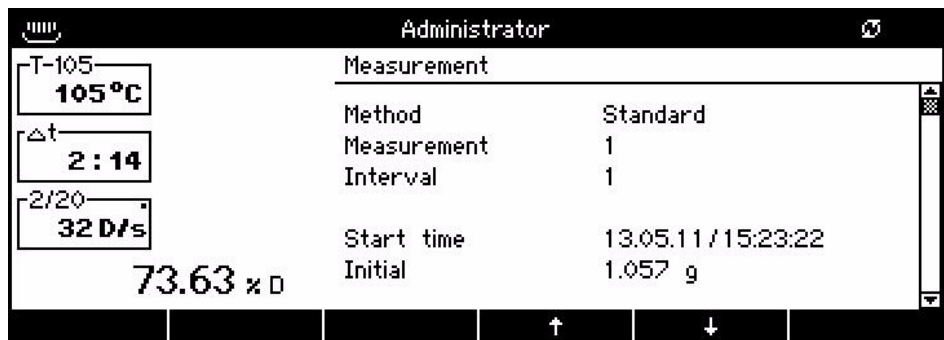 Administrator
T-105
105°C
△t
2:14
2/20
32 D/s
73.63 % D
Measurement
Method Standard
Measurement 1
Interval 1
Start time 13.05.11/15:23:22
Initial 1.057 g